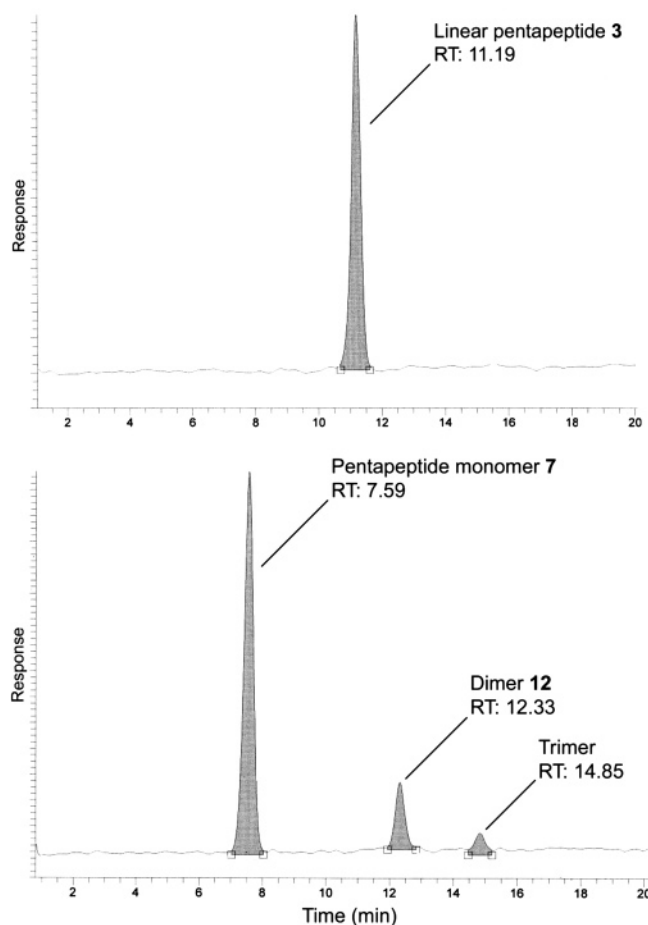 Linear pentapeptide 3
RT: 11.19
Response
2 4 6 8 10 12 14 16 18 20
Pentapeptide monomer 7
RT: 7.59
Dimer 12
RT: 12.33
Trimer
RT: 14.85
Response
2 4 6 8 10 12 14 16 18 20
Time (min)